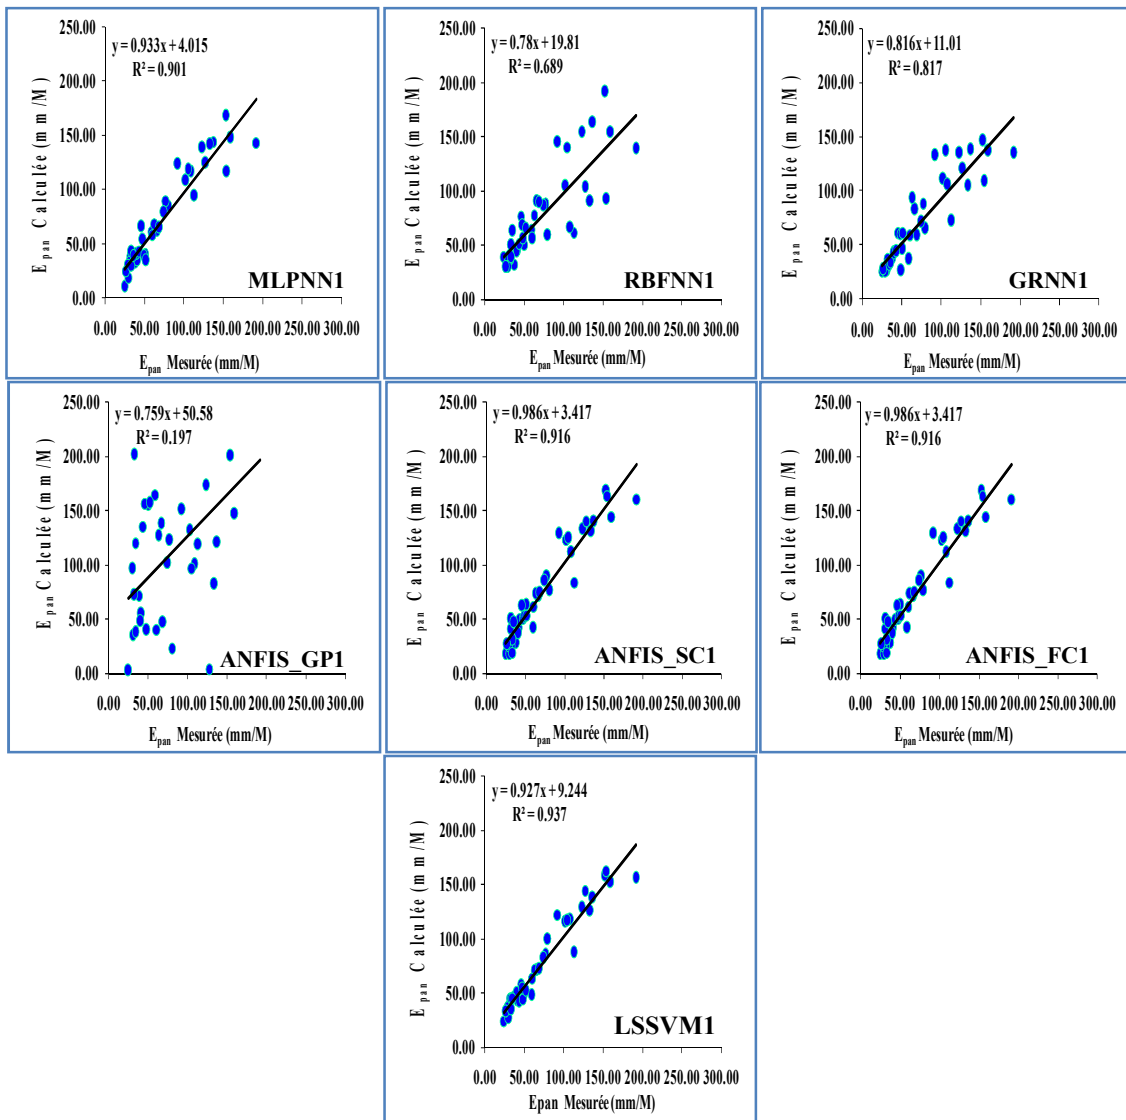 250.00
y = 0.933x + 4.015
R² = 0.901
200.00
150.00
100.00
50.00
0.00
E pan Calculée (mm/M)
MLPNN1
0.00 50.00 100.00 150.00 200.00 250.00 300.00
Epan Mesurée (mm/M)
250.00
y = 0.78x + 19.81
R² = 0.689
200.00
150.00
100.00
50.00
0.00
E pan Calculée (mm/M)
RBFNN1
0.00 50.00 100.00 150.00 200.00 250.00 300.00
Epan Mesurée (mm/M)
250.00
y = 0.816x + 11.01
R² = 0.817
200.00
150.00
100.00
50.00
0.00
E pan Calculée (mm/M)
GRNN1
0.00 50.00 100.00 150.00 200.00 250.00 300.00
Epan Mesurée (mm/M)
250.00
y = 0.759x + 50.58
R² = 0.197
200.00
150.00
100.00
50.00
0.00
E pan Calculée (mm/M)
ANFIS_GP1
0.00 50.00 100.00 150.00 200.00 250.00 300.00
Epan Mesurée (mm/M)
250.00
y = 0.986x + 3.417
R² = 0.916
200.00
150.00
100.00
50.00
0.00
E pan Calculée (mm/M)
ANFIS_SC1
0.00 50.00 100.00 150.00 200.00 250.00 300.00
Epan Mesurée (mm/M)
250.00
y = 0.986x + 3.417
R² = 0.916
200.00
150.00
100.00
50.00
0.00
E pan Calculée (mm/M)
ANFIS_FC1
0.00 50.00 100.00 150.00 200.00 250.00 300.00
Epan Mesurée (mm/M)
250.00
y = 0.927x + 9.244
R² = 0.937
200.00
150.00
100.00
50.00
0.00
E pan Calculée (mm/M)
LSSVM1
0.00 50.00 100.00 150.00 200.00 250.00 300.00
Epan Mesurée (mm/M)